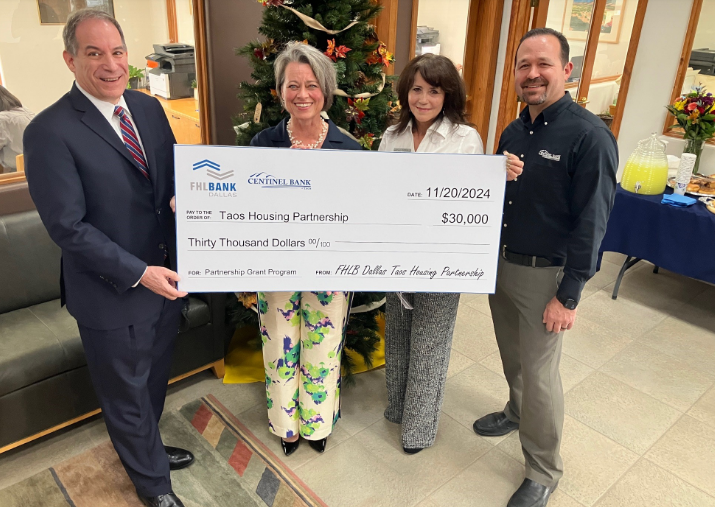 FHLBANK
DALLAS
CENTINEL BANK
DATE: 11/20/2024
PAY TO THE
ORDER OF: Taos Housing Partnership $30,000
Thirty Thousand Dollars 00/100
FOR: Partnership Grant Program FROM: FHLB Dallas Taos Housing Partnership